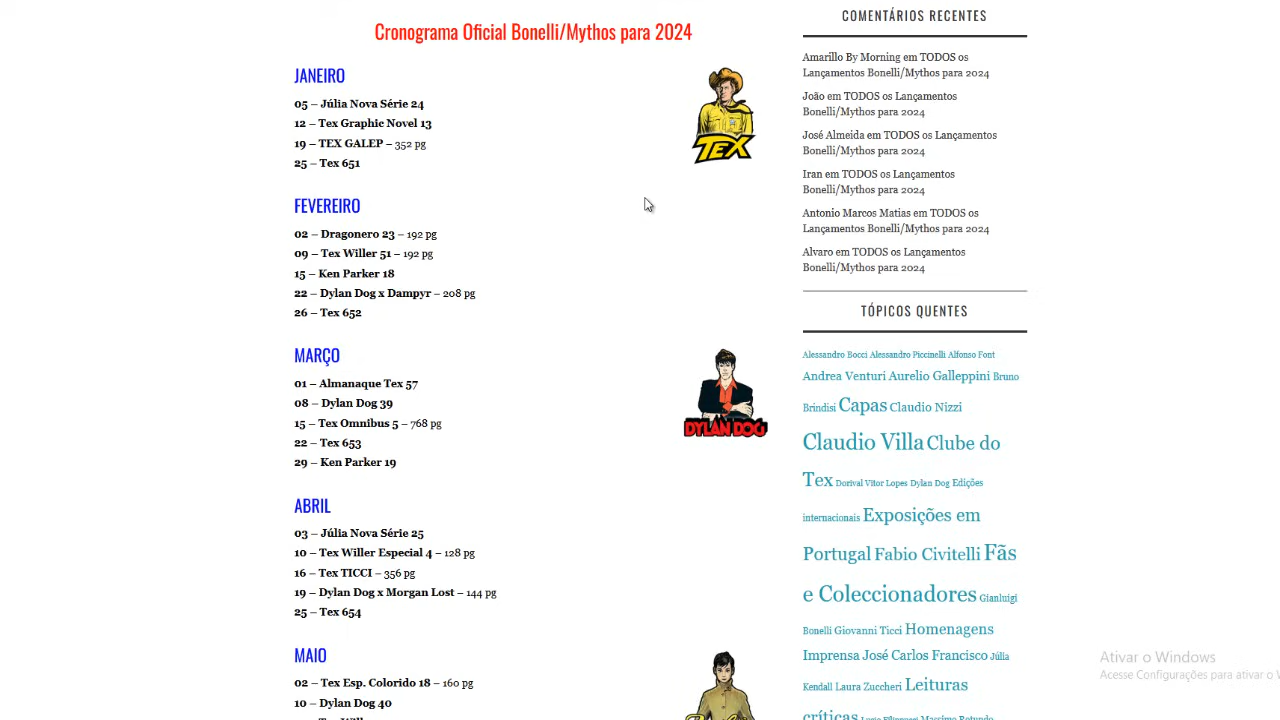 Cronograma Oficial Bonelli/Mythos para 2024
JANEIRO
05 – Júlia Nova Série 24
12 – Tex Graphic Novel 13
19 – TEX GALEP – 352 pg
25 – Tex 651
TEX
FEVEREIRO
02 – Dragonero 23 – 192 pg
09 – Tex Willer 51 – 192 pg
15 – Ken Parker 18
22 – Dylan Dog x Dampyr – 208 pg
26 – Tex 652
MARÇO
01 – Almanaque Tex 57
08 – Dylan Dog 39
15 – Tex Omnibus 5 – 768 pg
22 – Tex 653
29 – Ken Parker 19
DYLAN DOG
ABRIL
03 – Júlia Nova Série 25
10 – Tex Willer Especial 4 – 128 pg
16 – Tex TICCI – 356 pg
19 – Dylan Dog x Morgan Lost – 144 pg
25 – Tex 654
MAIO
02 – Tex Esp. Colorido 18 – 160 pg
10 – Dylan Dog 40
COMENTÁRIOS RECENTES
Amarillo By Morning em TODOS os
Lançamentos Bonelli/Mythos para 2024
João em TODOS os Lançamentos
Bonelli/Mythos para 2024
José Almeida em TODOS os Lançamentos
Bonelli/Mythos para 2024
Iran em TODOS os Lançamentos
Bonelli/Mythos para 2024
Antonio Marcos Matias em TODOS os
Lançamentos Bonelli/Mythos para 2024
Alvaro em TODOS os Lançamentos
Bonelli/Mythos para 2024
TÓPICOS QUENTES
Alessandro Bocci Alessandro Piccinelli Alfonso Font
Andrea Venturi Aurelio Galleppini Bruno
Brindisi Capas Claudio Nizzi
Claudio Villa Clube do
Tex Dorival Vitor Lopes Dylan Dog Edições
internacionais Exposições em
Portugal Fabio Civitelli Fãs
e Coleccionadores Gianluigi
Bonelli Giovanni Ticci Homenagens
Imprensa José Carlos Francisco Júlia
Kendall Laura Zuccheri Leituras
críticas
Ativar o Windows
Acesse Configurações para ativar o W